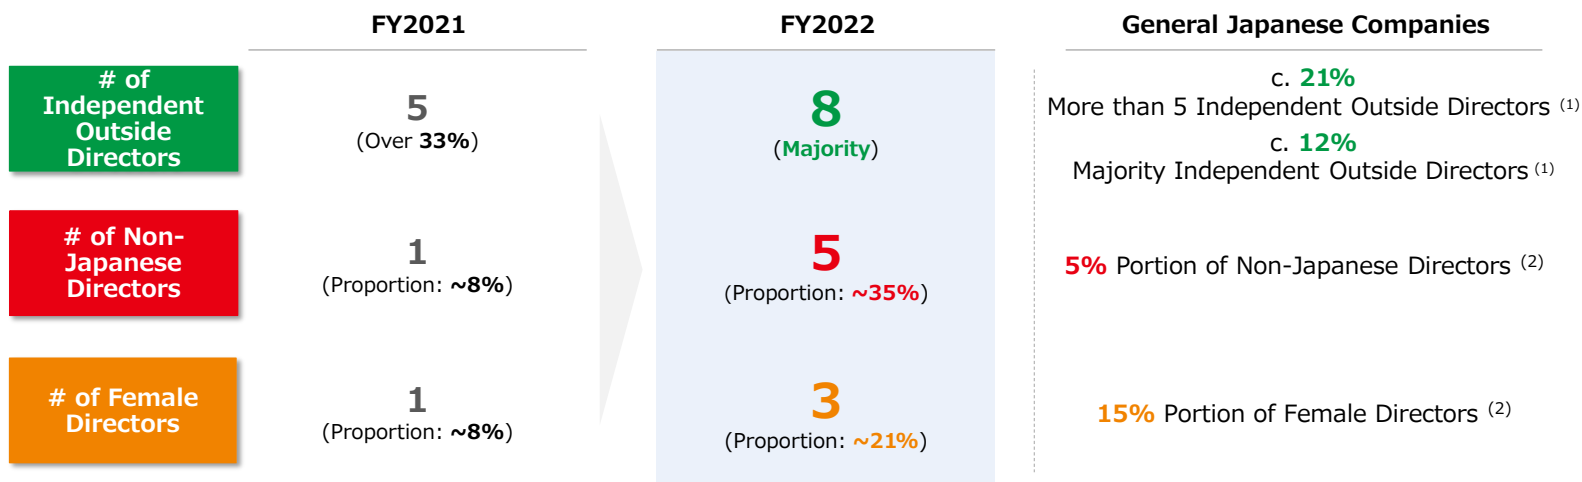 FY2021
FY2022
General Japanese Companies
# of
Independent
Outside
Directors
5
(Over 33%)
8
(Majority)
c. 21%
More than 5 Independent Outside Directors (1)
c. 12%
Majority Independent Outside Directors (1)
# of Non-
Japanese
Directors
1
(Proportion: ~8%)
5
(Proportion: ~35%)
5% Portion of Non-Japanese Directors (2)
# of Female
Directors
1
(Proportion: ~8%)
3
(Proportion: ~21%)
15% Portion of Female Directors (2)